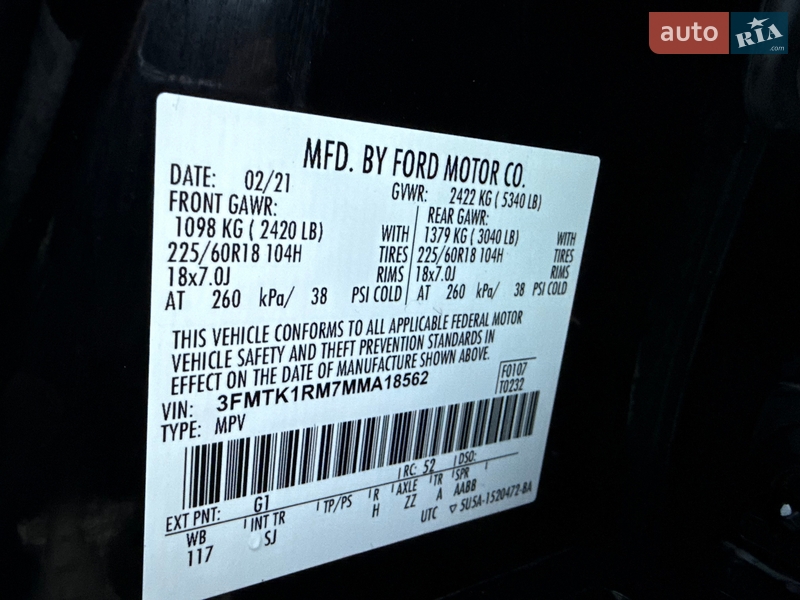 auto RIA .com
MFD. BY FORD MOTOR CO.
DATE: 02/21 GVWR: 2422 KG ( 5340 LB)
FRONT GAWR: REAR GAWR:
1098 KG ( 2420 LB) WITH 1379 KG ( 3040 LB) WITH
225/60R18 104H TIRES 225/60R18 104H TIRES
18x7.0J RIMS 18x7.0J RIMS
AT 260 kPa/ 38 PSI COLD AT 260 kPa/ 38 PSI COLD
THIS VEHICLE CONFORMS TO ALL APPLICABLE FEDERAL MOTOR
VEHICLE SAFETY AND THEFT PREVENTION STANDARDS IN
EFFECT ON THE DATE OF MANUFACTURE SHOWN ABOVE.
VIN: 3FMTK1RM7MMA18562 F0107
TYPE: MPV T0232
RC: 52 DSO:
EXT PNT: G1 TP/PS R AXLE TR SPR
WB INT TR H ZZ A AABB
117 SJ UTC ▽ 5USA-1520472-BA